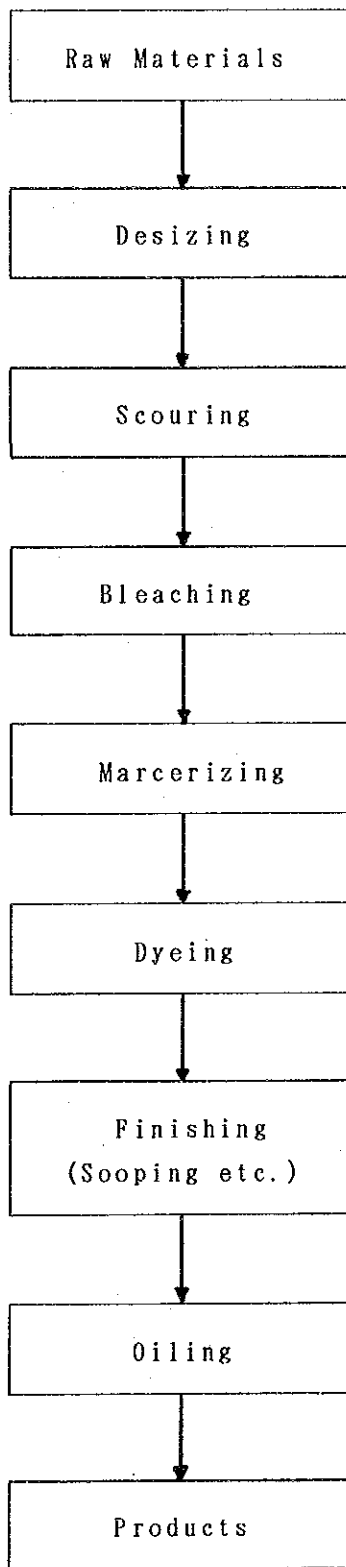 Raw Materials
Desizing
Scouring
Bleaching
Marcerizing
Dyeing
Finishing
(Sooping etc.)
Oiling
Products